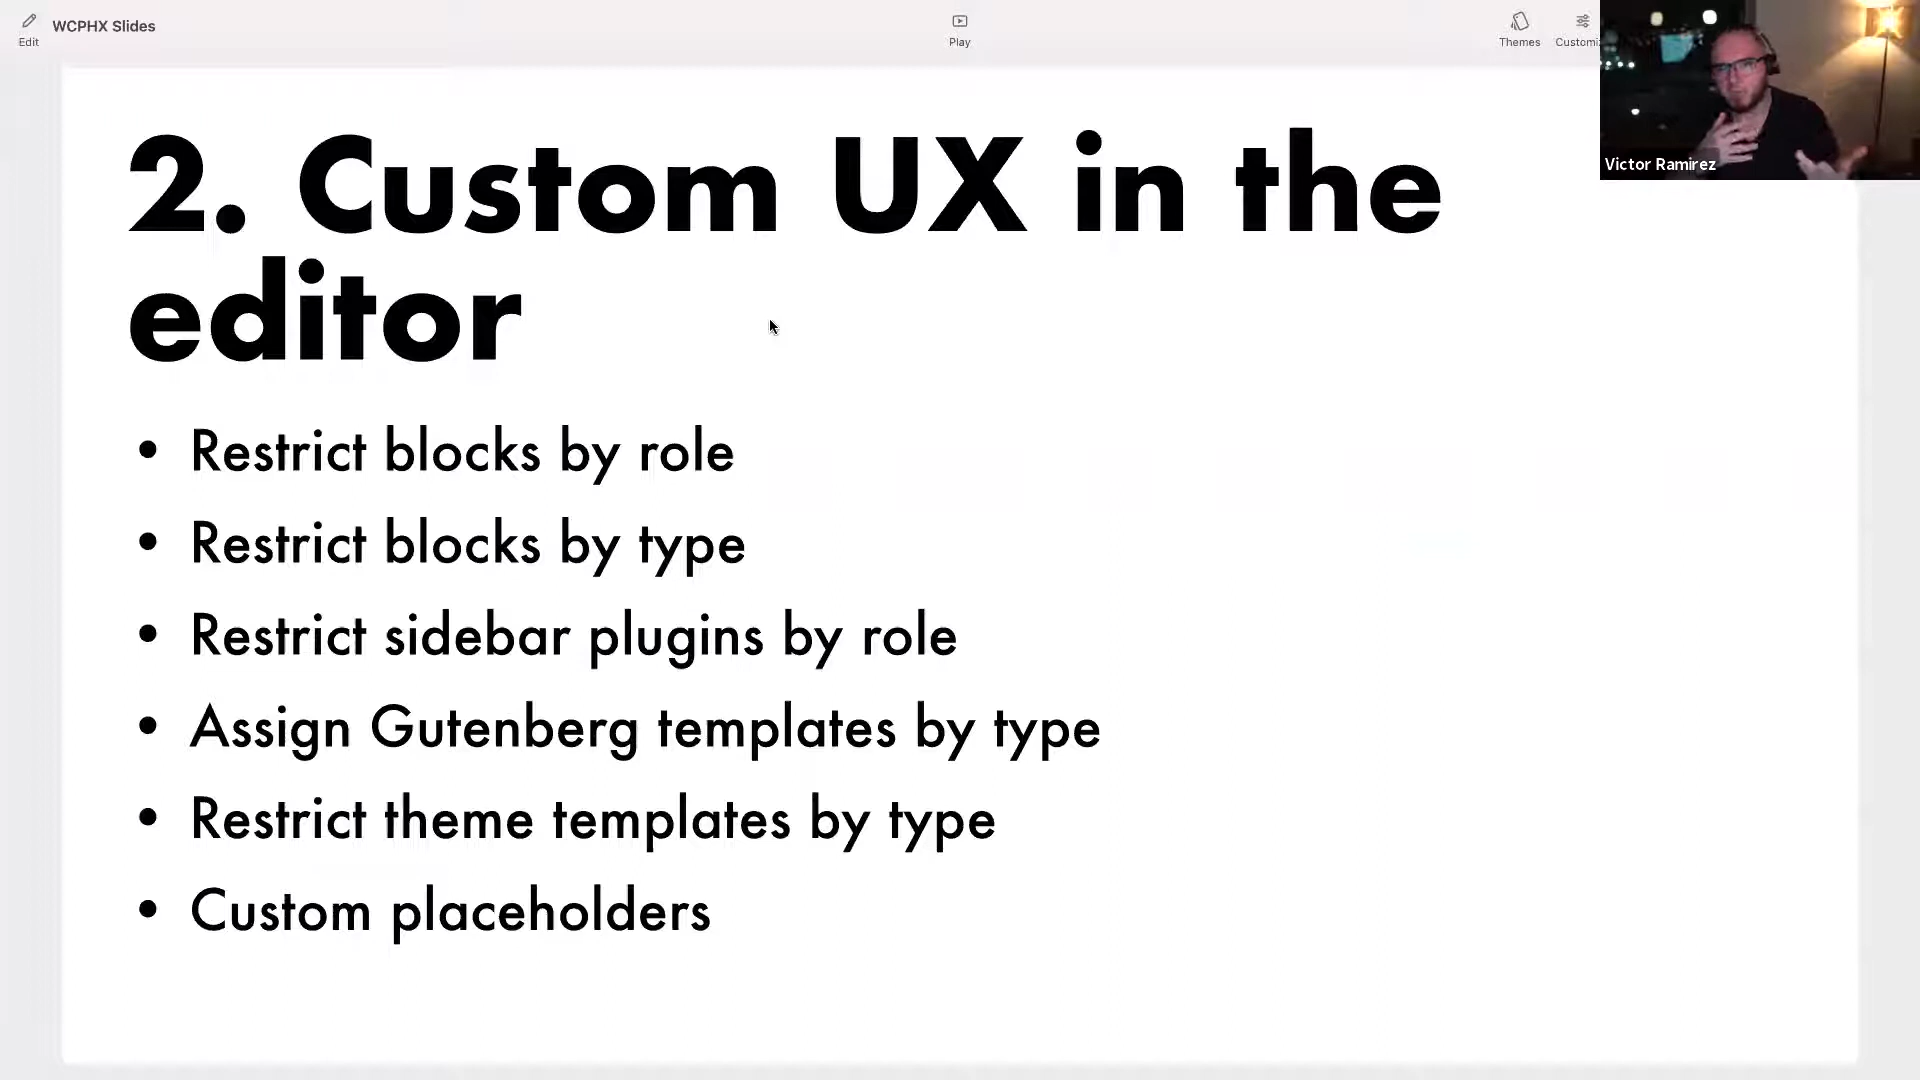 WCPHX Slides
Edit
Play
Themes
Victor Ramirez
2. Custom UX in the
editor
• Restrict blocks by role
• Restrict blocks by type
• Restrict sidebar plugins by role
• Assign Gutenberg templates by type
• Restrict theme templates by type
• Custom placeholders